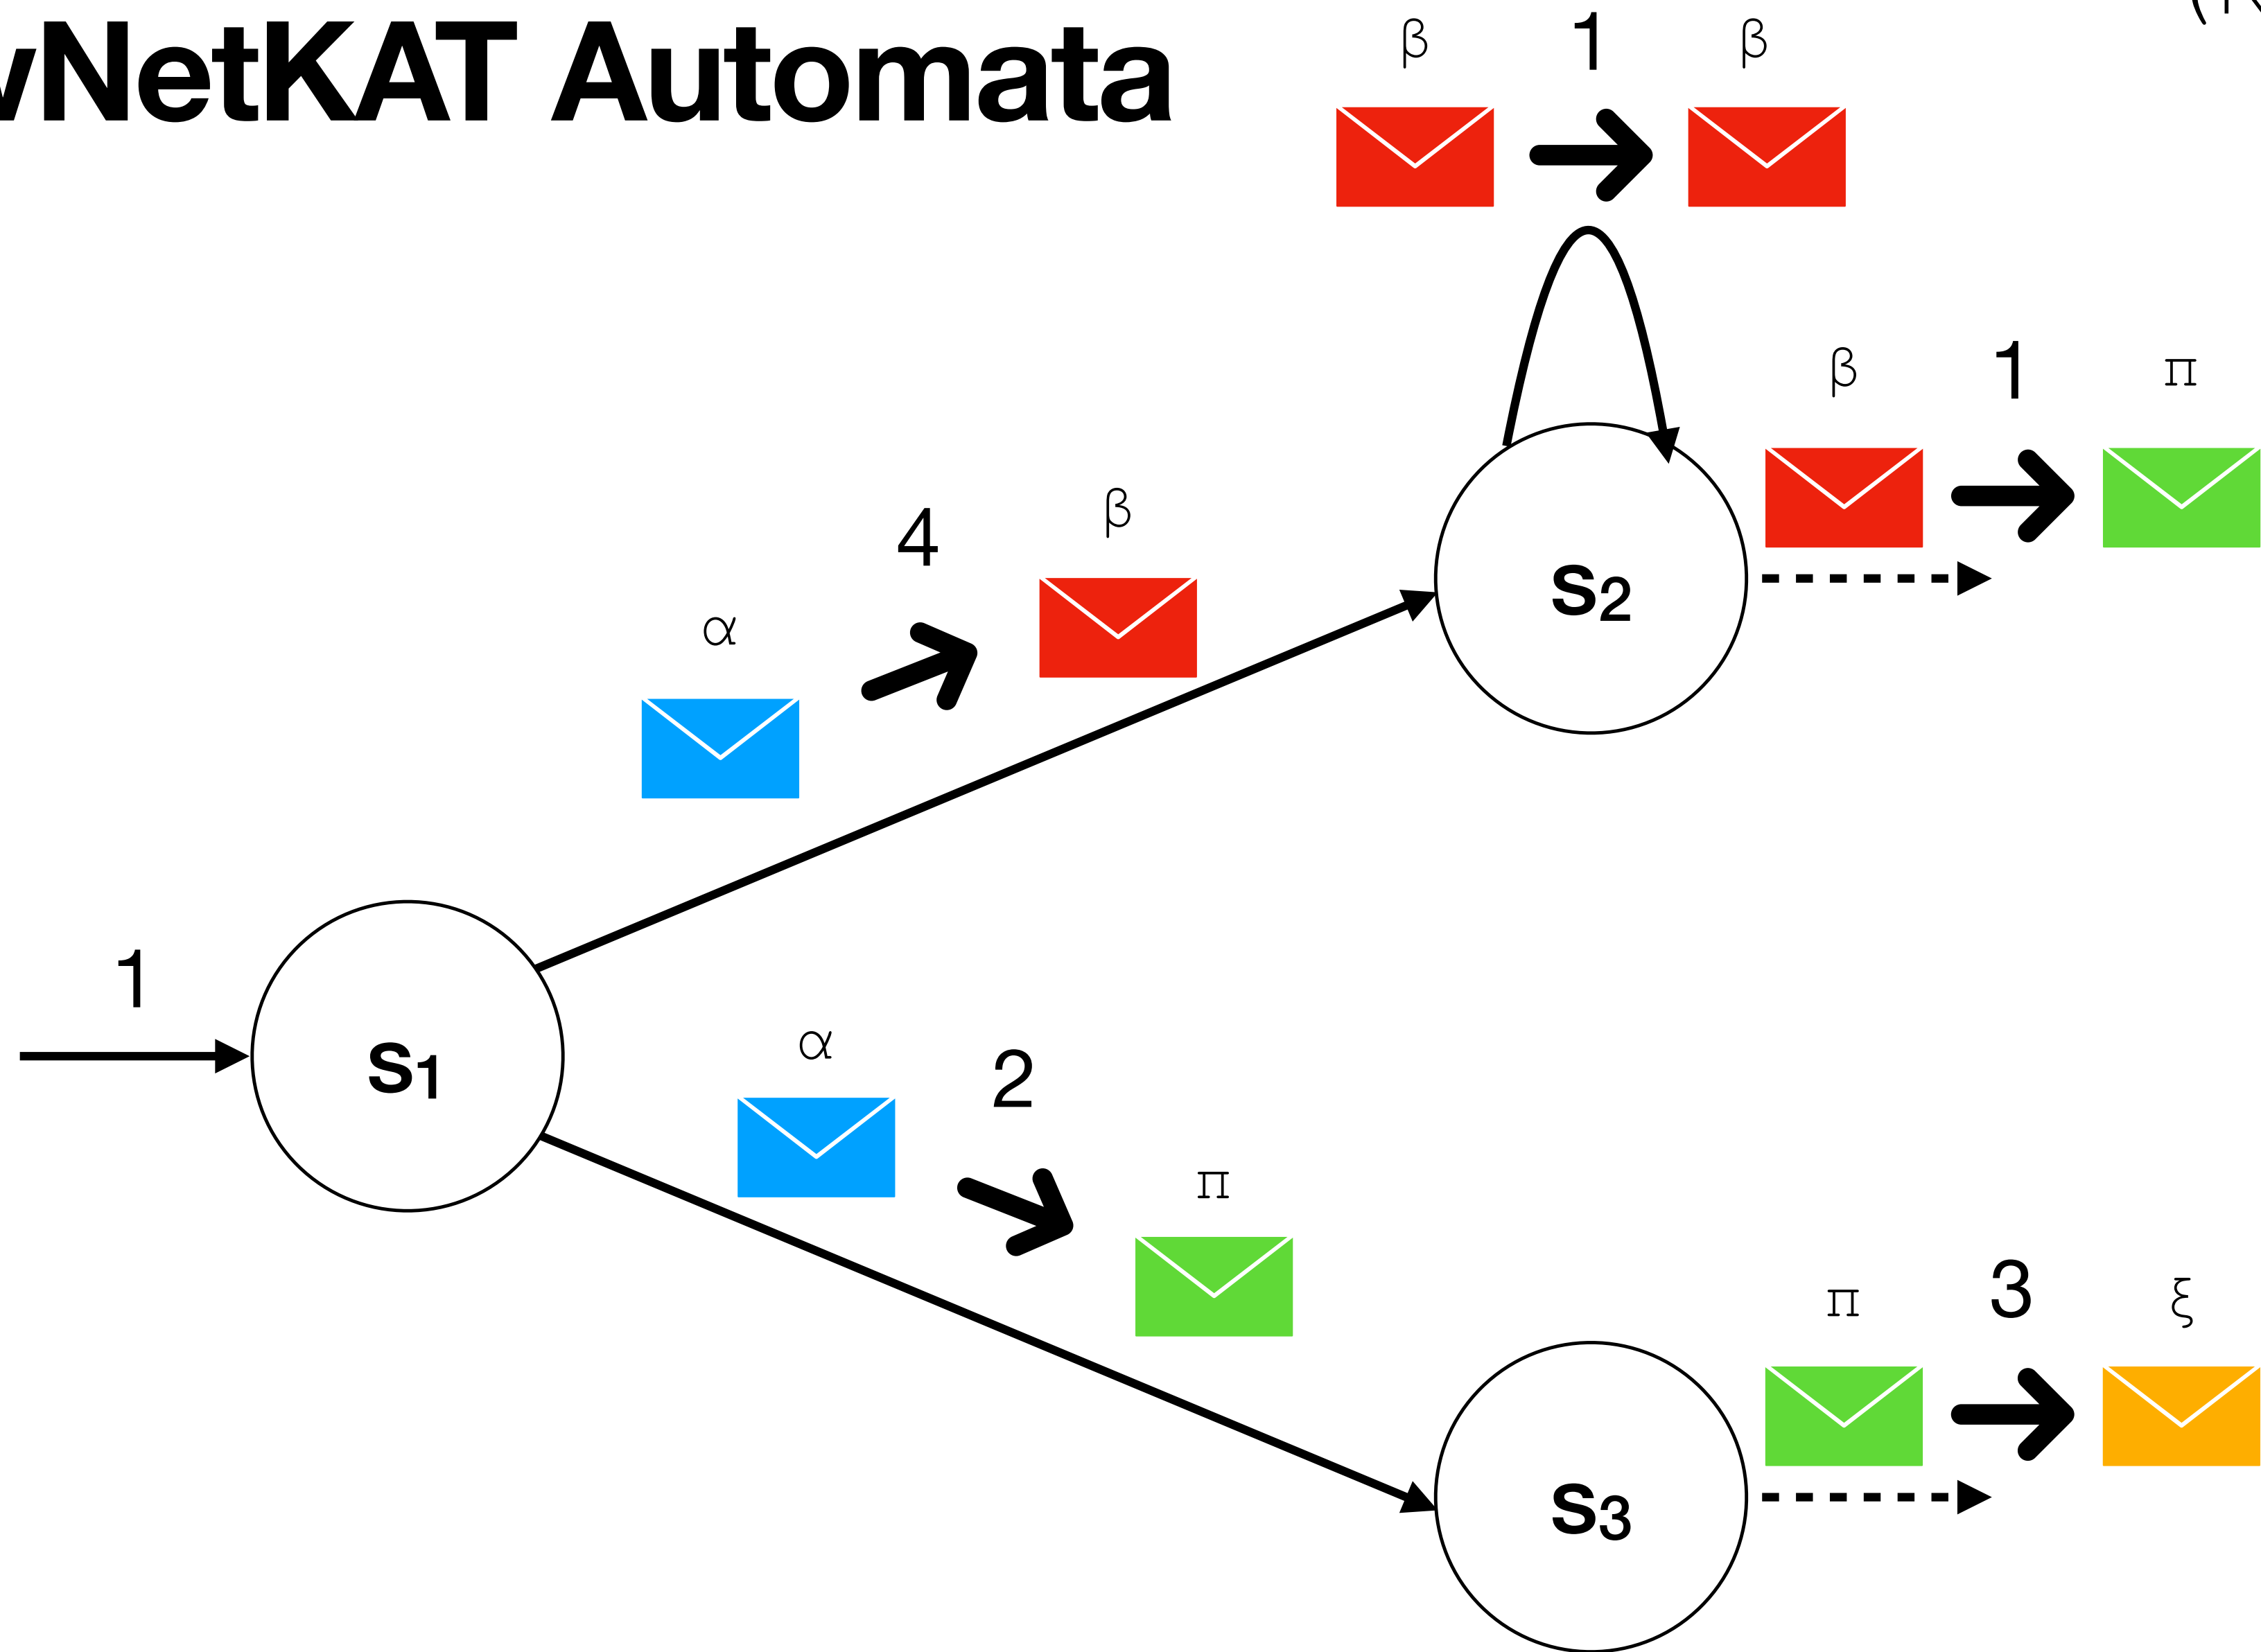 NetKAT Automata
β 1 β
β 1 π
4 β
α
s₂
1
s₁
α 2
π
π 3 ξ
s₃